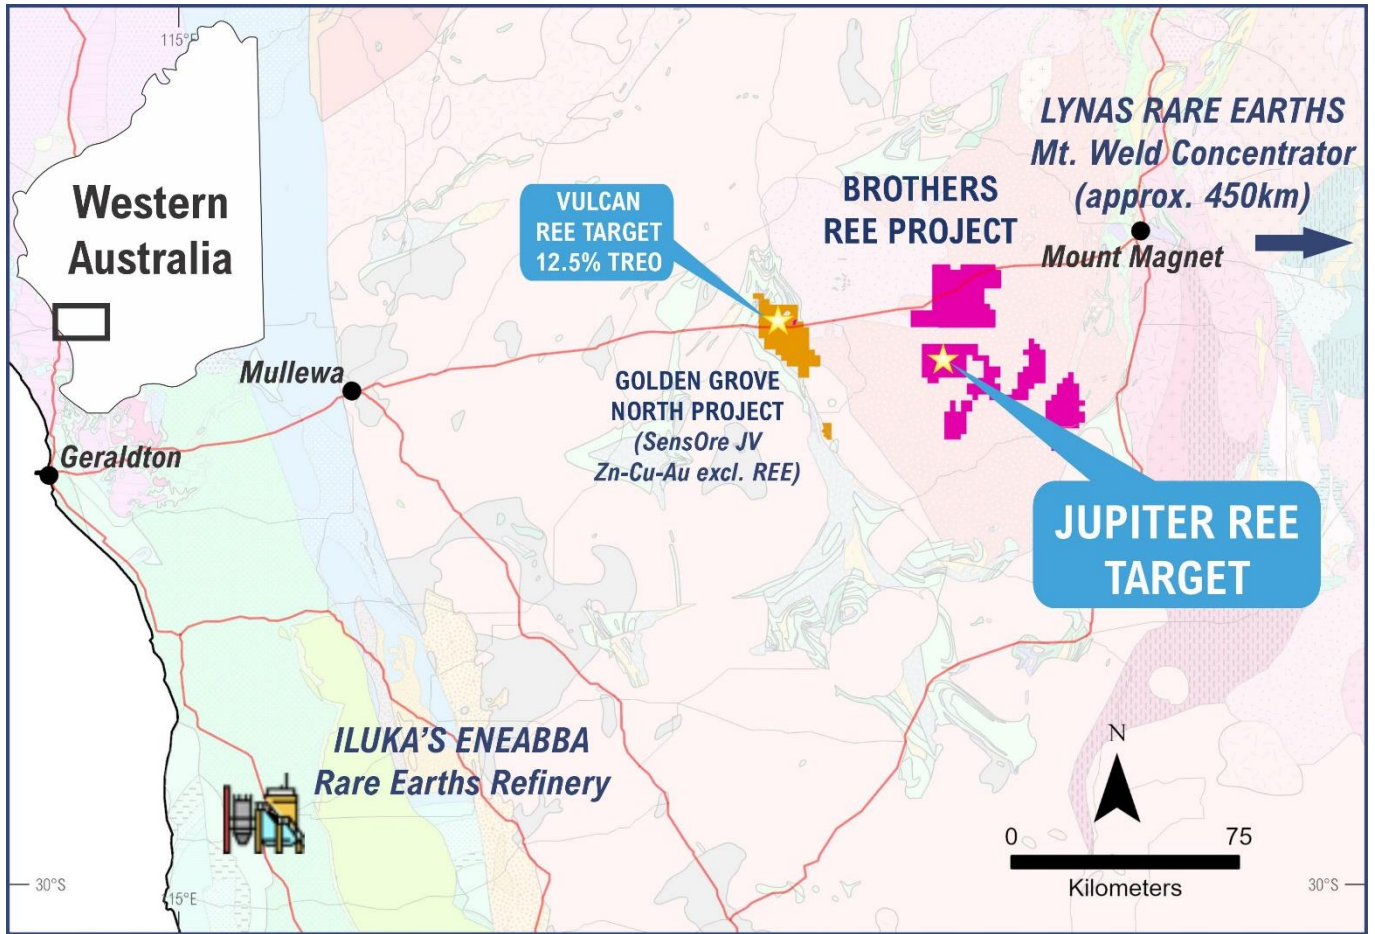 115°E
Western
Australia
LYNAS RARE EARTHS
Mt. Weld Concentrator
(approx. 450km)
BROTHERS
REE PROJECT
VULCAN
REE TARGET
12.5% TREO
Mount Magnet
Mullewa
GOLDEN GROVE
NORTH PROJECT
(SensOre JV
Zn-Cu-Au excl. REE)
Geraldton
JUPITER REE
TARGET
ILUKA'S ENEABBA
Rare Earths Refinery
N
0 75
Kilometers
30°S
30°S
115°E